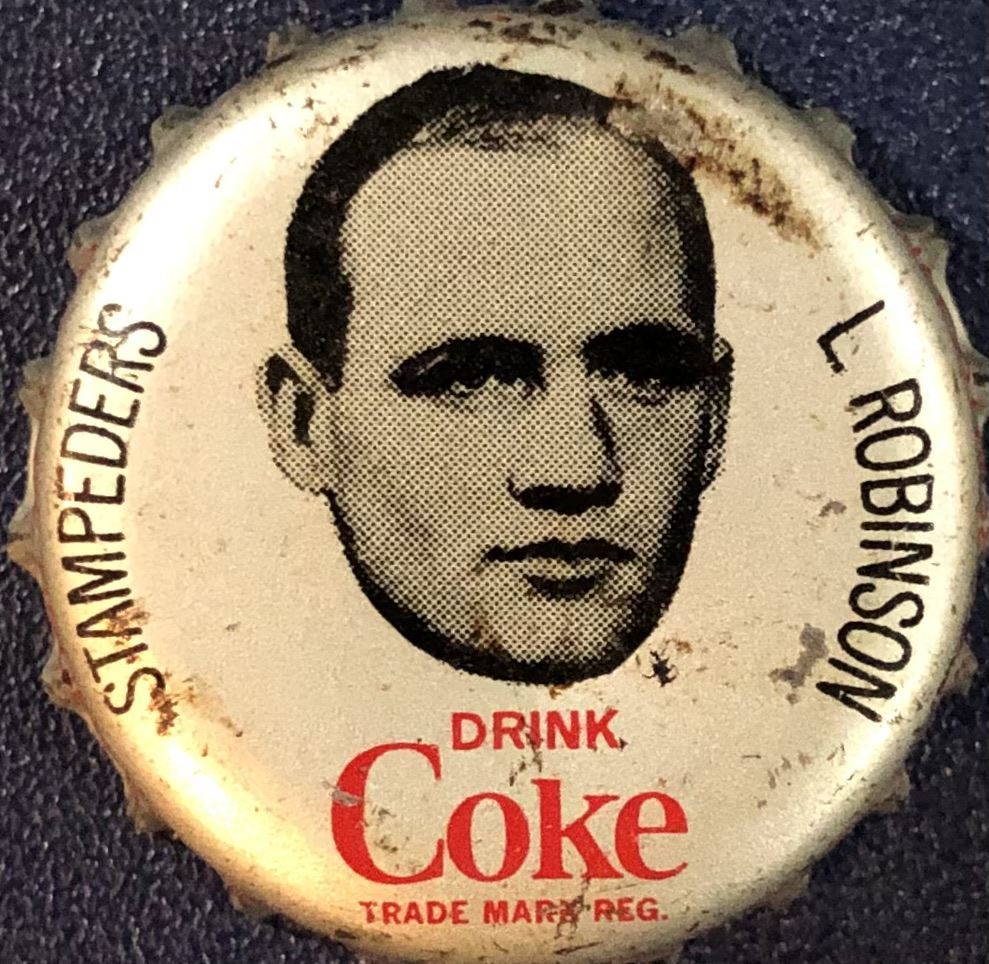 STAMPEDERS
L. ROBINSON
DRINK
Coke
TRADE MARK REG.